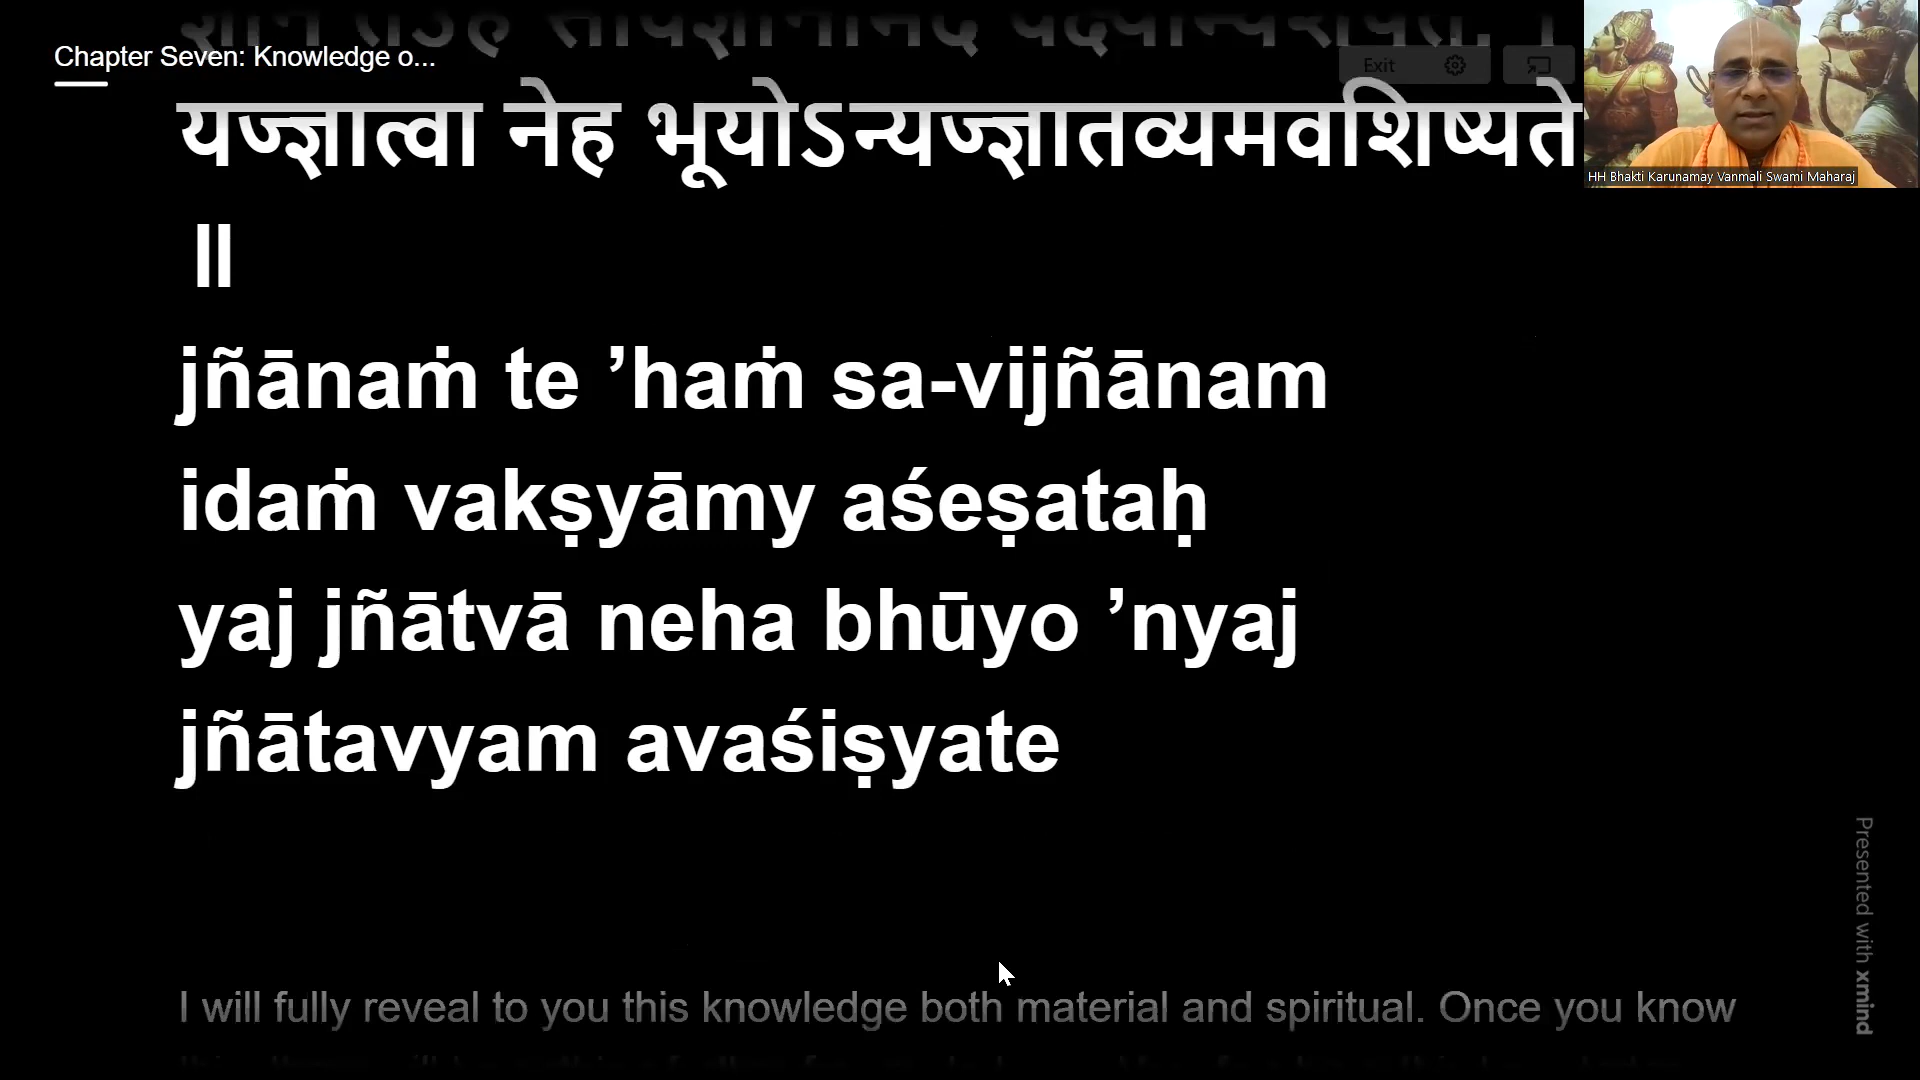 Chapter Seven: Knowledge o...
Exit
यज्ज्ञात्वा नेह भूयोऽन्यज्ज्ञातव्यमवशिष्यते
॥
HH Bhakti Karunamay Vanmali Swami Maharaj
jñānaṁ te ’haṁ sa-vijñānam
idaṁ vakṣyāmy aśeṣataḥ
yaj jñātvā neha bhūyo ’nyaj
jñātavyam avaśiṣyate
I will fully reveal to you this knowledge both material and spiritual. Once you know
Presented with xmind